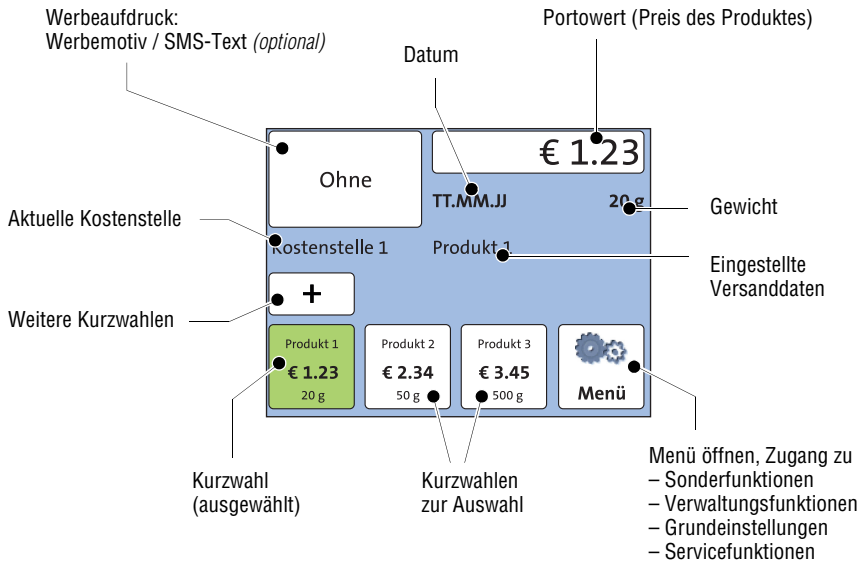 Werbeaufdruck:
Werbemotiv / SMS-Text (optional)
Portowert (Preis des Produktes)
Datum
€ 1.23
Ohne
TT.MM.JJ
20 g
Gewicht
Aktuelle Kostenstelle
Kostenstelle 1
Produkt 1
Eingestellte
Versanddaten
+
Weitere Kurzwahlen
Produkt 1
€ 1.23
20 g
Produkt 2
€ 2.34
50 g
Produkt 3
€ 3.45
500 g
Menü
Kurzwahl
(ausgewählt)
Kurzwahlen
zur Auswahl
Menü öffnen, Zugang zu
– Sonderfunktionen
– Verwaltungsfunktionen
– Grundeinstellungen
– Servicefunktionen